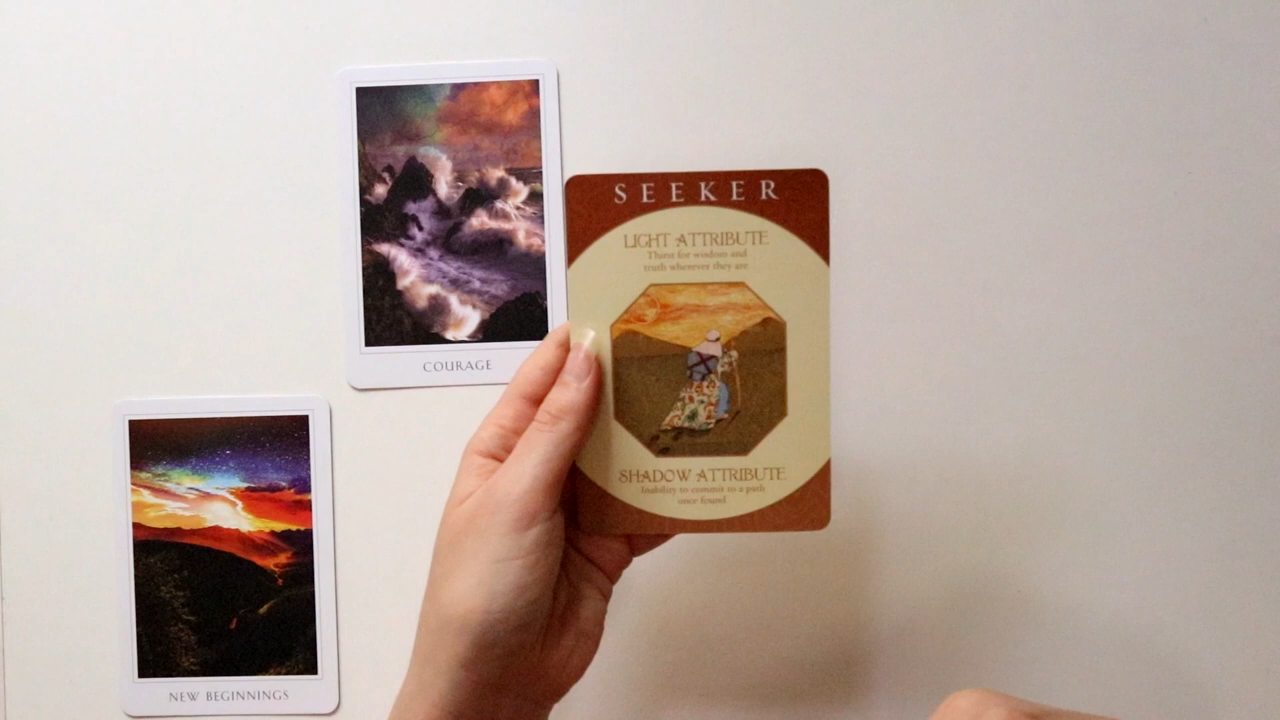 COURAGE
NEW BEGINNINGS
SEEKER
LIGHT ATTRIBUTE
Thirst for wisdom and
truth wherever they are.
SHADOW ATTRIBUTE
Inability to commit to a path
once found.